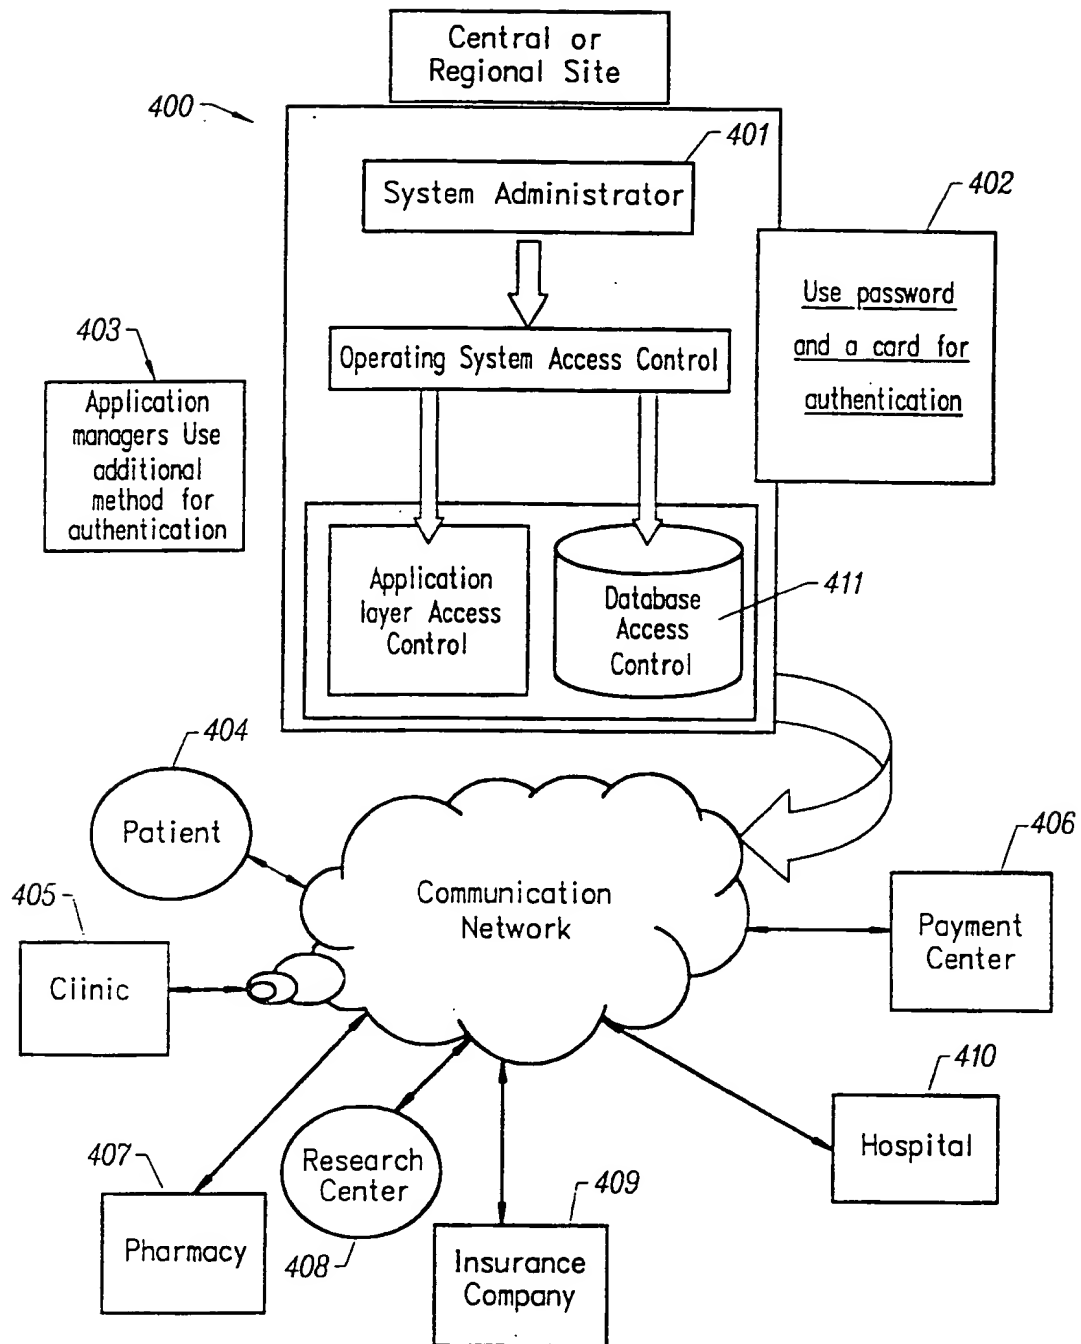 Central or
Regional Site
400
401
System Administrator
402
Use password
and a card for
authentication
403
Application
managers Use
additional
method for
authentication
Operating System Access Control
Application
layer Access
Control
Database
Access
Control
411
404
Patient
405
Clinic
Communication
Network
406
Payment
Center
407
Pharmacy
Research
Center
408
409
Insurance
Company
410
Hospital